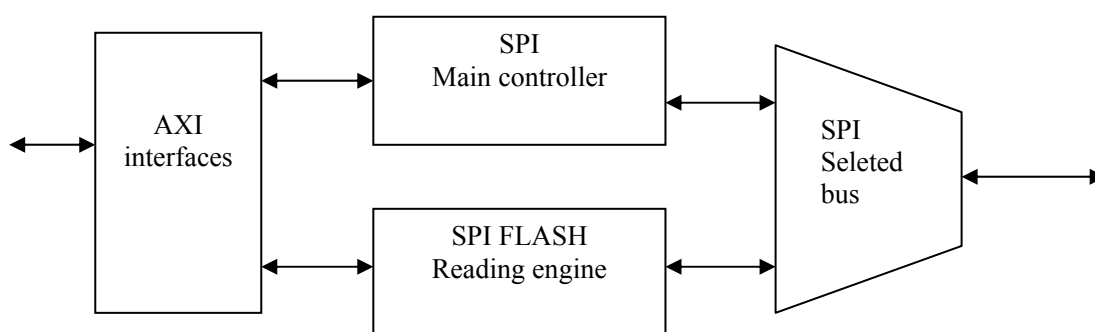 AXI
interfaces
SPI
Main controller
SPI FLASH
Reading engine
SPI
Seleted
bus